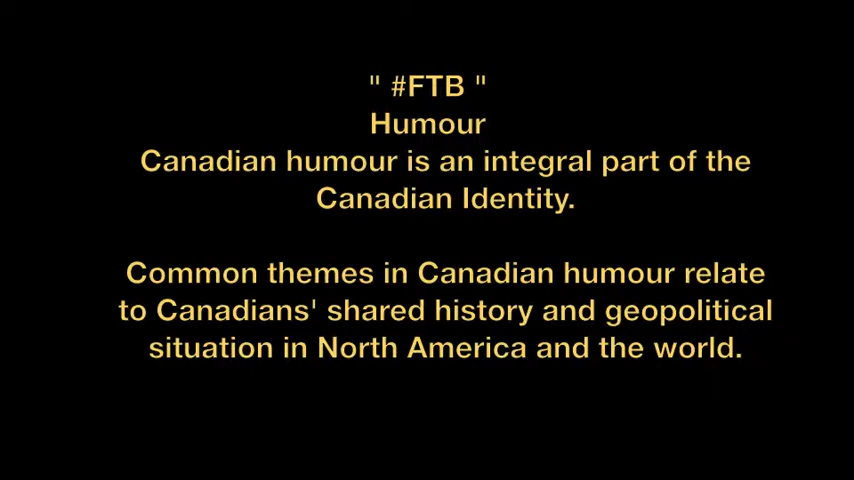 " #FTB "
Humour
Canadian humour is an integral part of the
Canadian Identity.
Common themes in Canadian humour relate
to Canadians' shared history and geopolitical
situation in North America and the world.